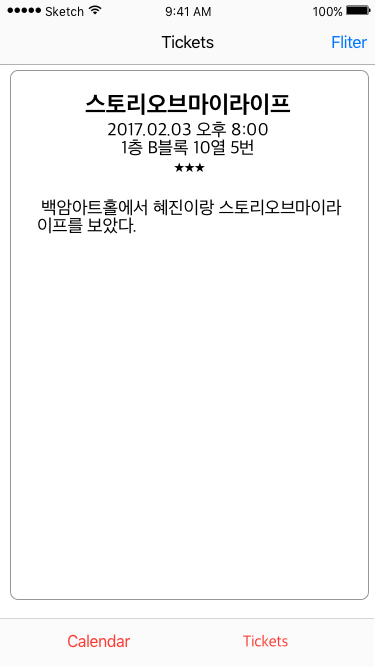 ●●●●● Sketch 9:41 AM 100%
Tickets Fliter
스토리오브마이라이프
2017.02.03 오후 8:00
1층 B블록 10열 5번
★★★
백암아트홀에서 혜진이랑 스토리오브마이라
이프를 보았다.
Calendar Tickets